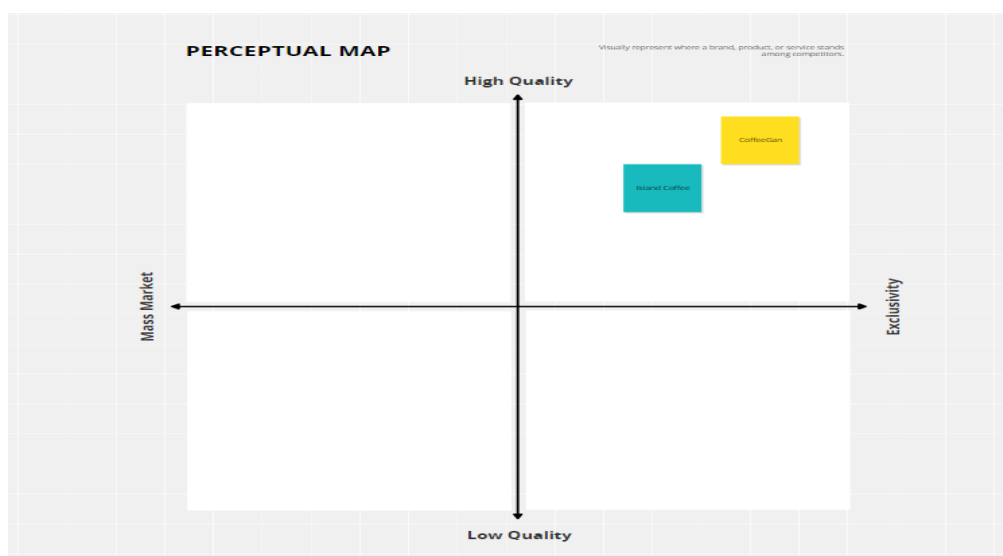 PERCEPTUAL MAP
Visually represent where a brand, product, or service stands
among competitors.
High Quality
CoffeeGan
Island Coffee
Mass Market
Exclusivity
Low Quality